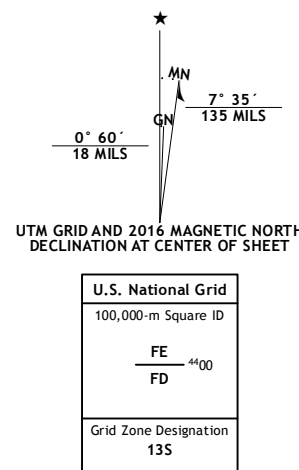 ★
MN
7° 35´
135 MILS
GN
0° 60´
18 MILS
UTM GRID AND 2016 MAGNETIC NORTH
DECLINATION AT CENTER OF SHEET
U.S. National Grid
100,000-m Square ID
FE
4400
FD
Grid Zone Designation
13S